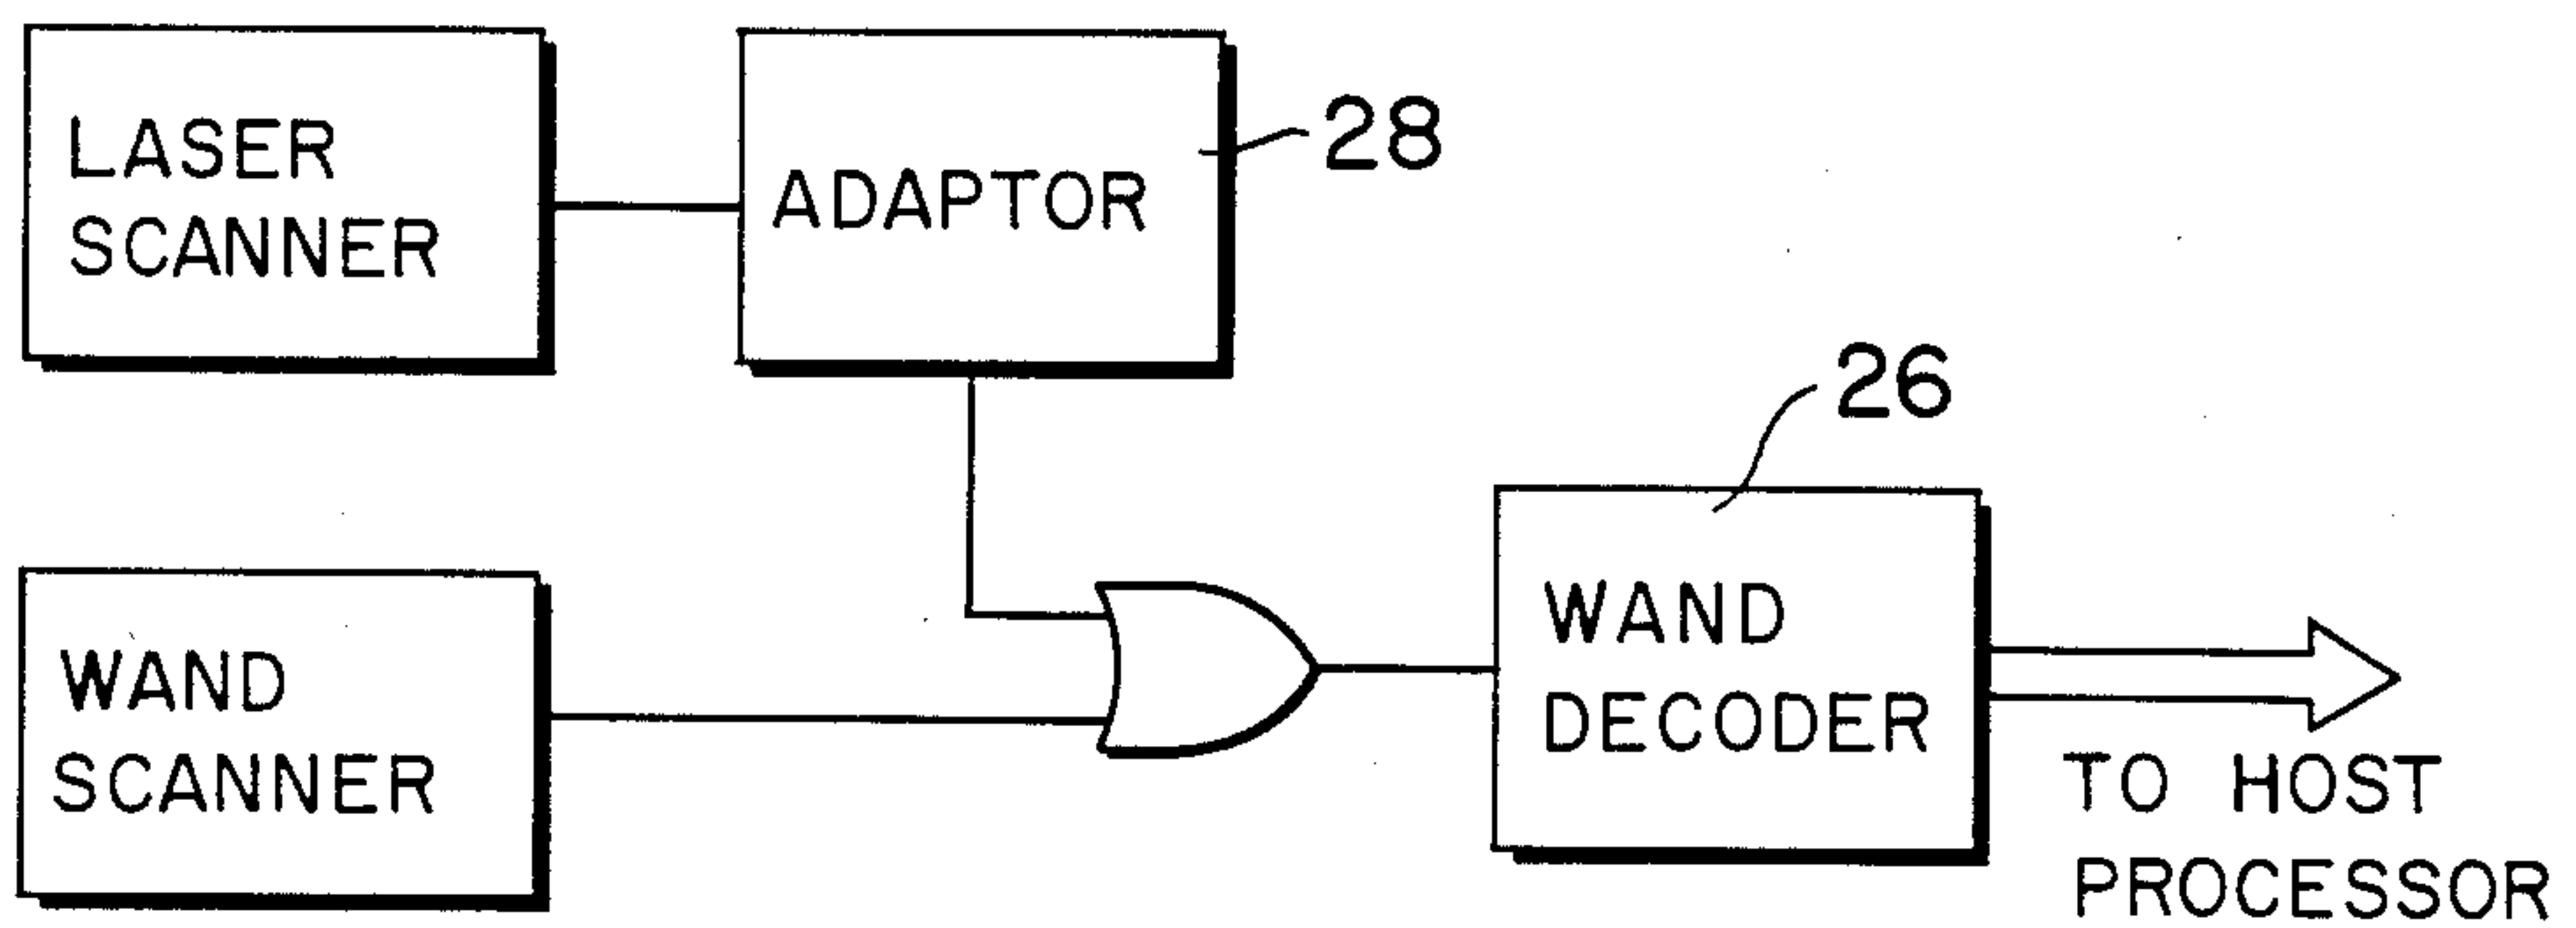 LASER
SCANNER
ADAPTOR
28
26
WAND
SCANNER
WAND
DECODER
TO HOST
PROCESSOR